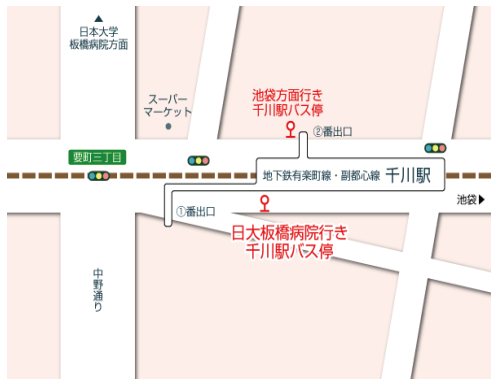 ▲
日本大学
板橋病院方面
スーパー
マーケット
池袋方面行き
千川駅バス停
②番出口
要町三丁目
地下鉄有楽町線・副都心線 千川駅
池袋▶
①番出口
日大板橋病院行き
千川駅バス停
中野通り